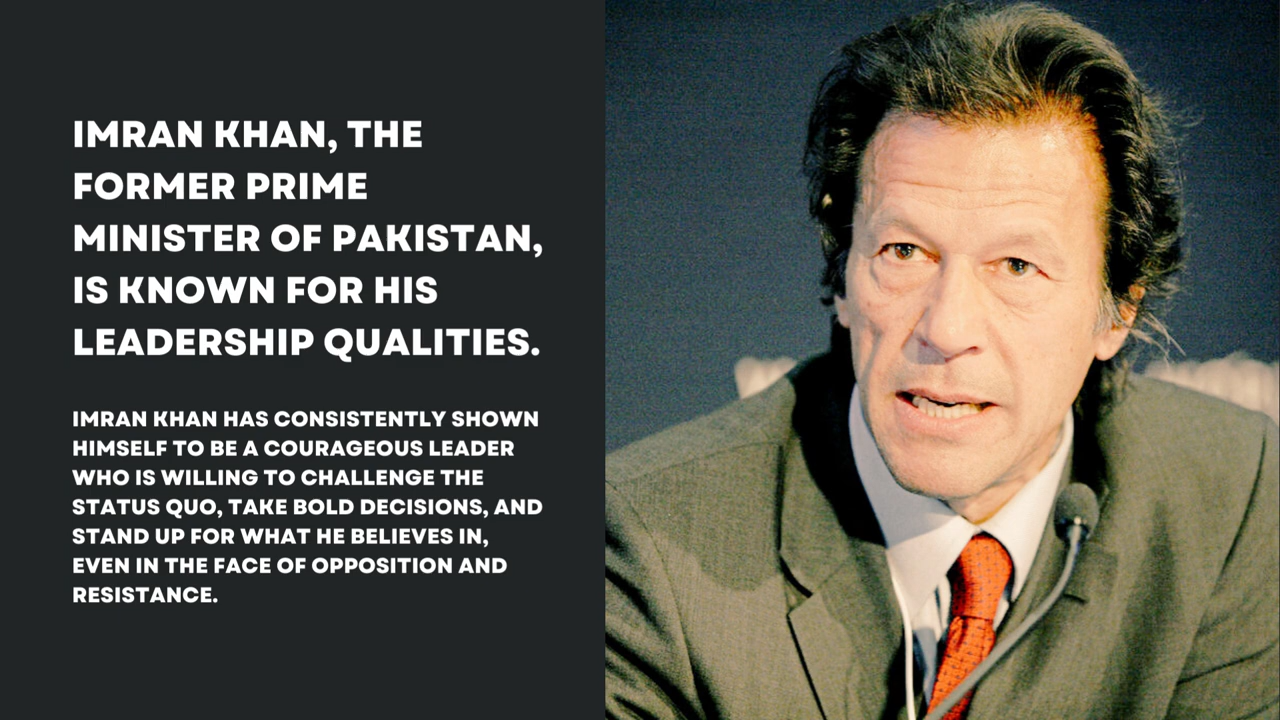 IMRAN KHAN, THE
FORMER PRIME
MINISTER OF PAKISTAN,
IS KNOWN FOR HIS
LEADERSHIP QUALITIES.
IMRAN KHAN HAS CONSISTENTLY SHOWN
HIMSELF TO BE A COURAGEOUS LEADER
WHO IS WILLING TO CHALLENGE THE
STATUS QUO, TAKE BOLD DECISIONS, AND
STAND UP FOR WHAT HE BELIEVES IN,
EVEN IN THE FACE OF OPPOSITION AND
RESISTANCE.